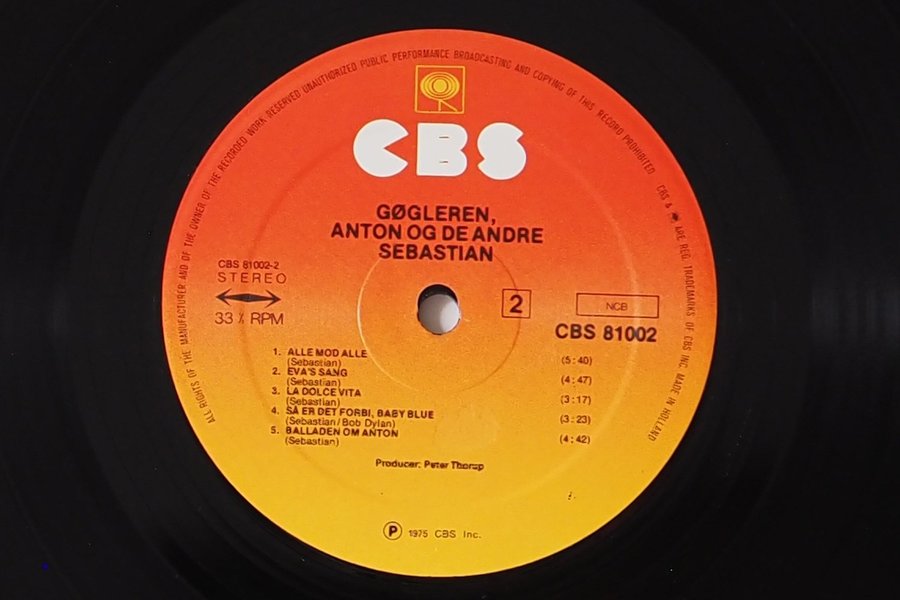 ALL RIGHTS OF THE MANUFACTURER AND OF THE OWNER OF THE RECORDED WORK RESERVED UNAUTHORIZED PUBLIC PERFORMANCE BROADCASTING AND COPYING OF THIS RECORD PROHIBITED CBS & ARE REG. TRADEMARKS OF CBS INC. MADE IN HOLLAND
CBS
GØGLEREN,
ANTON OG DE ANDRE
SEBASTIAN
CBS 81002-2
STEREO
33⅓ RPM
2
NCB
CBS 81002
1. ALLE MOD ALLE (5:40)
(Sebastian)
2. EVA'S SANG (4:47)
(Sebastian)
3. LA DOLCE VITA (3:17)
(Sebastian)
4. SÅ ER DET FORBI, BABY BLUE (3:23)
(Sebastian/Bob Dylan)
5. BALLADEN OM ANTON (4:42)
(Sebastian)
Producer: Peter Thorup
Ⓟ 1975 CBS Inc.